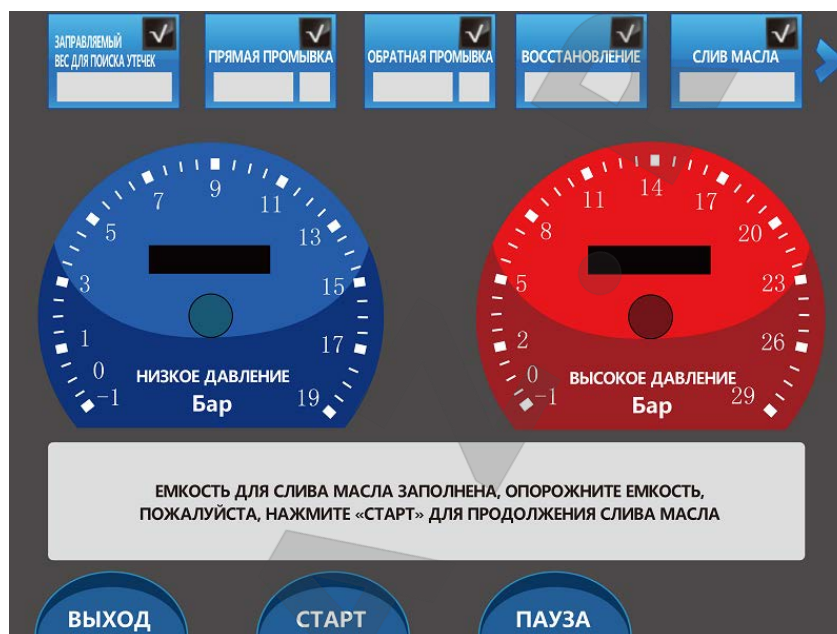 ЗАПРАВЛЯЕМЫЙ
ВЕС ДЛЯ ПОИСКА УТЕЧЕК
ПРЯМАЯ ПРОМЫВКА
ОБРАТНАЯ ПРОМЫВКА
ВОССТАНОВЛЕНИЕ
СЛИВ МАСЛА
-1
0
1
3
5
7
9
11
13
15
17
19
НИЗКОЕ ДАВЛЕНИЕ
Бар
-1
0
2
5
8
11
14
17
20
23
26
29
ВЫСОКОЕ ДАВЛЕНИЕ
Бар
ЕМКОСТЬ ДЛЯ СЛИВА МАСЛА ЗАПОЛНЕНА, ОПОРОЖНИТЕ ЕМКОСТЬ,
ПОЖАЛУЙСТА, НАЖМИТЕ «СТАРТ» ДЛЯ ПРОДОЛЖЕНИЯ СЛИВА МАСЛА
ВЫХОД
СТАРТ
ПАУЗА